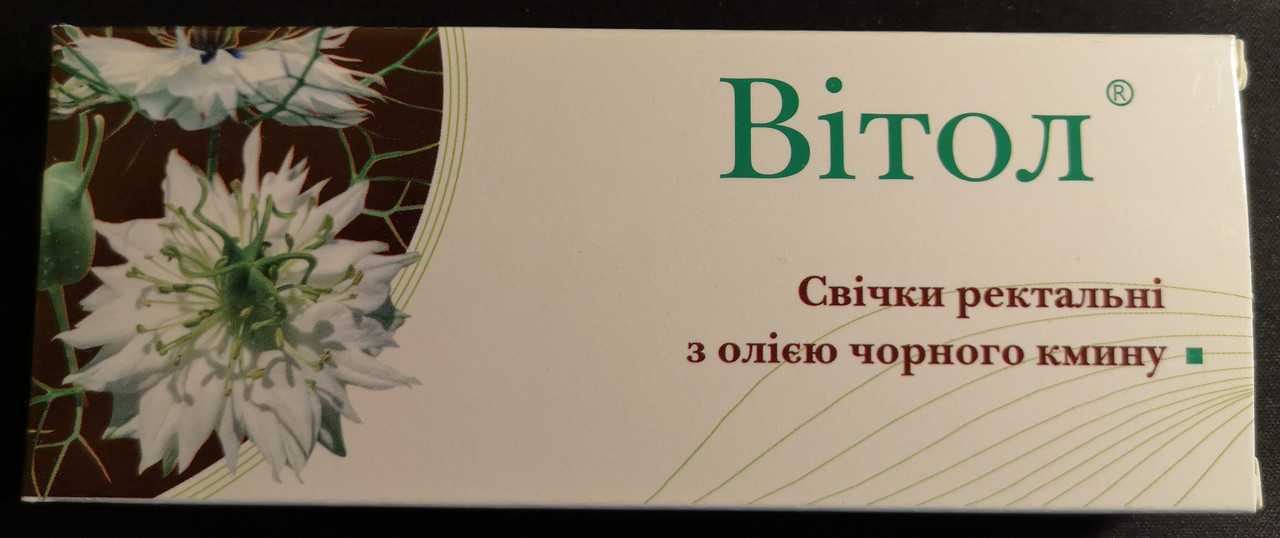 Вітол®
Свічки ректальні
з олією чорного кмину